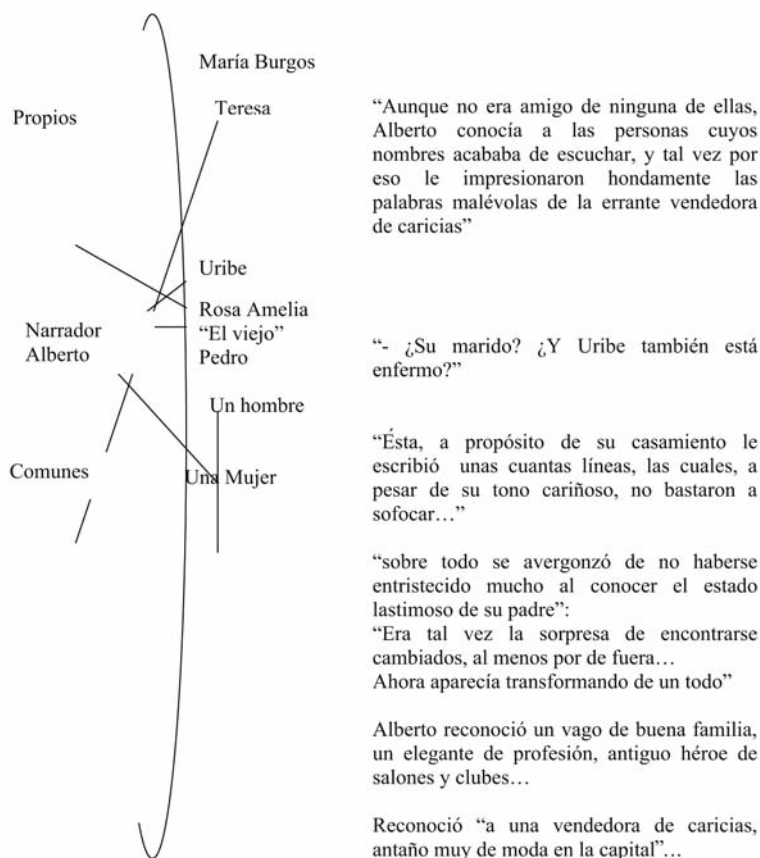 María Burgos
Teresa
Propios
Uribe
Rosa Amelia
“El viejo”
Pedro
Narrador
Alberto
Un hombre
Comunes
Una Mujer
“Aunque no era amigo de ninguna de ellas,
Alberto conocía a las personas cuyos
nombres acababa de escuchar, y tal vez por
eso le impresionaron hondamente las
palabras malévolas de la errante vendedora
de caricias”
“- ¿Su marido? ¿Y Uribe también está
enfermo?”
“Ésta, a propósito de su casamiento le
escribió unas cuantas líneas, las cuales, a
pesar de su tono cariñoso, no bastaron a
sofocar…”
“sobre todo se avergonzó de no haberse
entristecido mucho al conocer el estado
lastimoso de su padre”:
“Era tal vez la sorpresa de encontrarse
cambiados, al menos por de fuera…
Ahora aparecía transformando de un todo”
Alberto reconoció un vago de buena familia,
un elegante de profesión, antiguo héroe de
salones y clubes…
Reconoció “a una vendedora de caricias,
antaño muy de moda en la capital”…